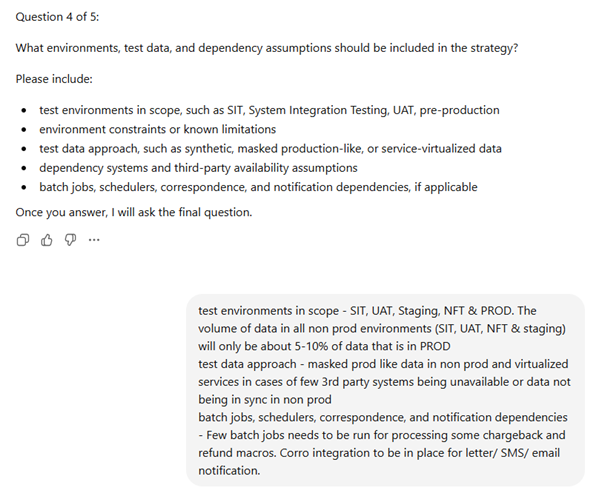 Question 4 of 5:
What environments, test data, and dependency assumptions should be included in the strategy?
Please include:
• test environments in scope, such as SIT, System Integration Testing, UAT, pre-production
• environment constraints or known limitations
• test data approach, such as synthetic, masked production-like, or service-virtualized data
• dependency systems and third-party availability assumptions
• batch jobs, schedulers, correspondence, and notification dependencies, if applicable
Once you answer, I will ask the final question.
test environments in scope - SIT, UAT, Staging, NFT & PROD. The
volume of data in all non prod environments (SIT, UAT, NFT & staging)
will only be about 5-10% of data that is in PROD
test data approach - masked prod like data in non prod and virtualized
services in cases of few 3rd party systems being unavailable or data not
being in sync in non prod
batch jobs, schedulers, correspondence, and notification dependencies
- Few batch jobs needs to be run for processing some chargeback and
refund macros. Corro integration to be in place for letter/ SMS/ email
notification.